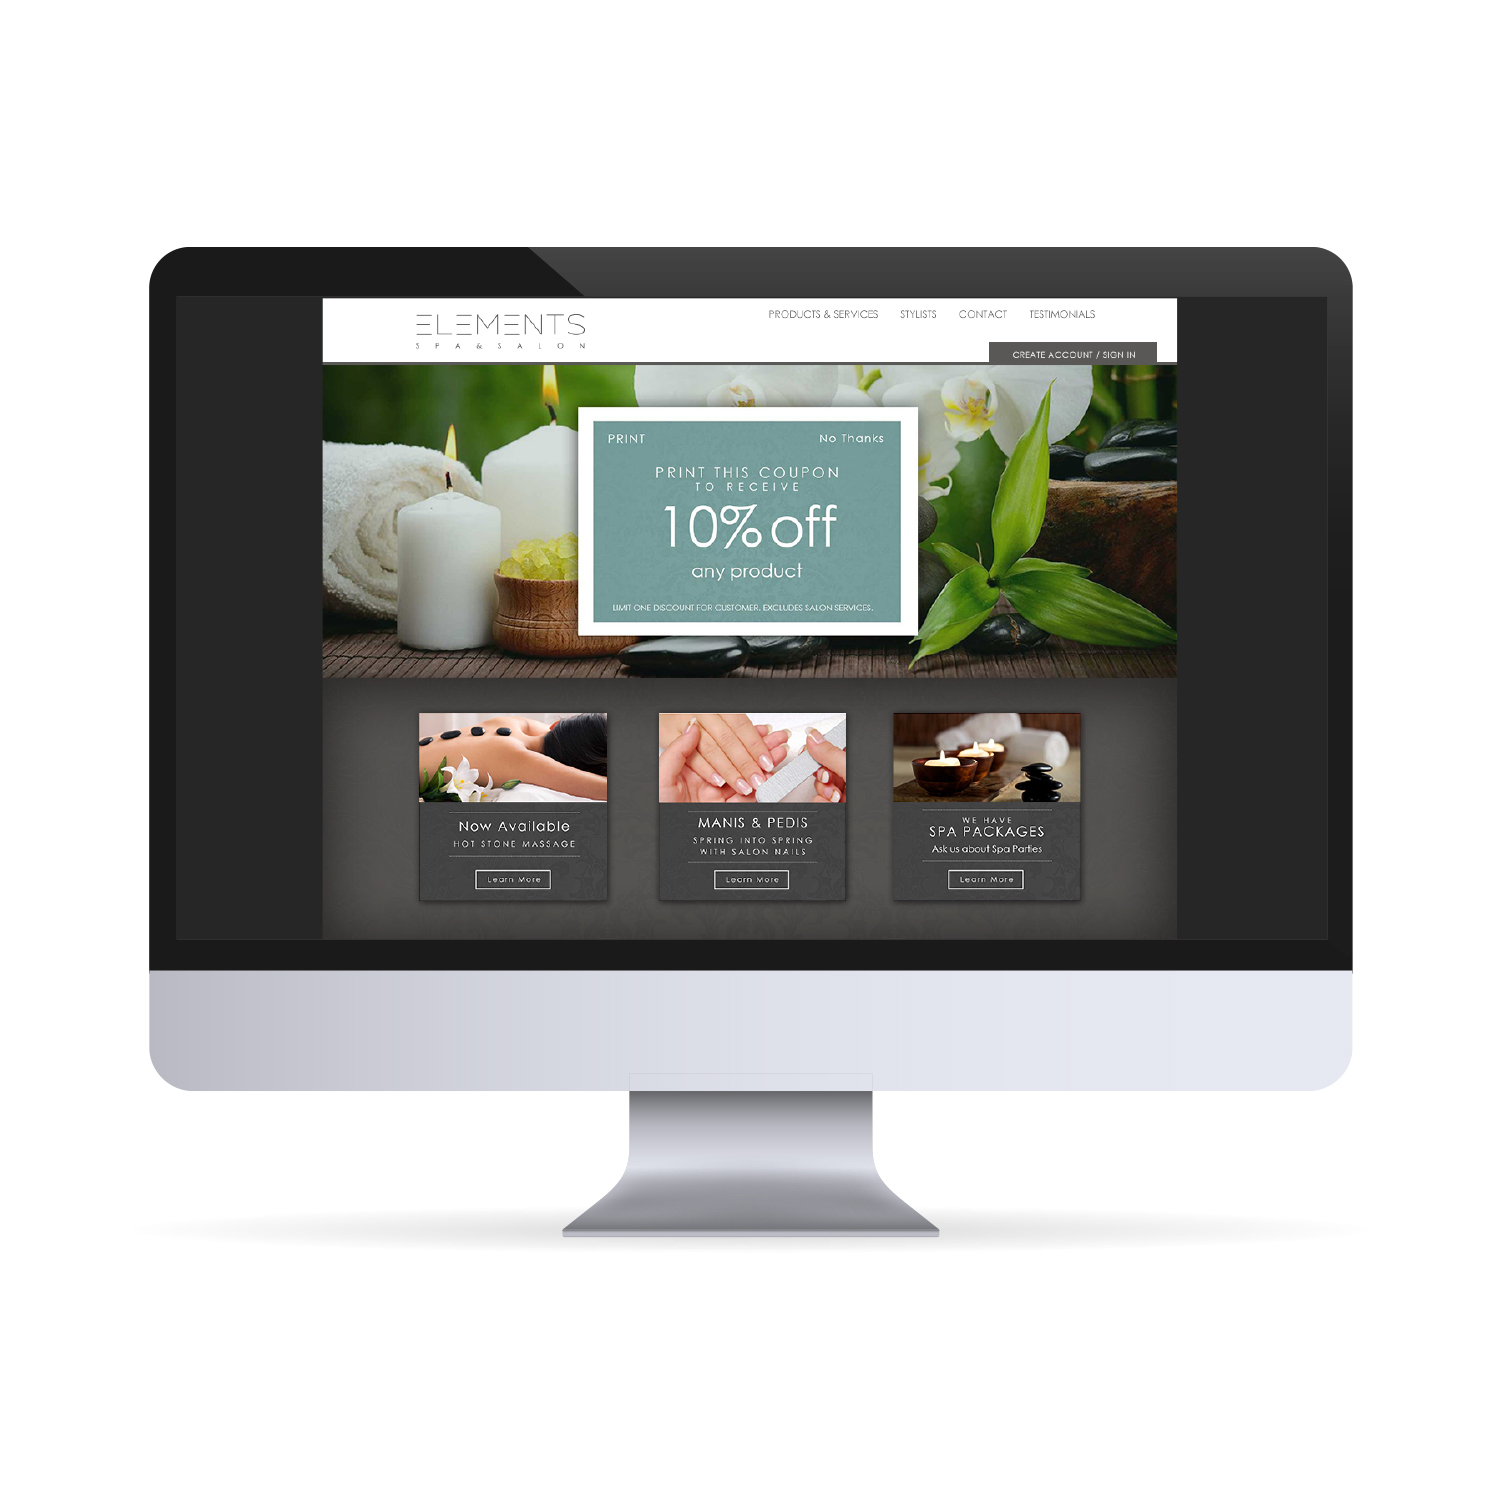 ELEMENTS
SPA & SALON
PRODUCTS & SERVICES STYLISTS CONTACT TESTIMONIALS
CREATE ACCOUNT / SIGN IN
PRINT No Thanks
PRINT THIS COUPON
TO RECEIVE
10% off
any product
LIMIT ONE DISCOUNT FOR CUSTOMER. EXCLUDES SALON SERVICES.
Now Available
HOT STONE MASSAGE
Learn More
MANIS & PEDIS
SPRING INTO SPRING
WITH SALON NAILS
Learn More
WE HAVE
SPA PACKAGES
Ask us about Spa Parties
Learn More